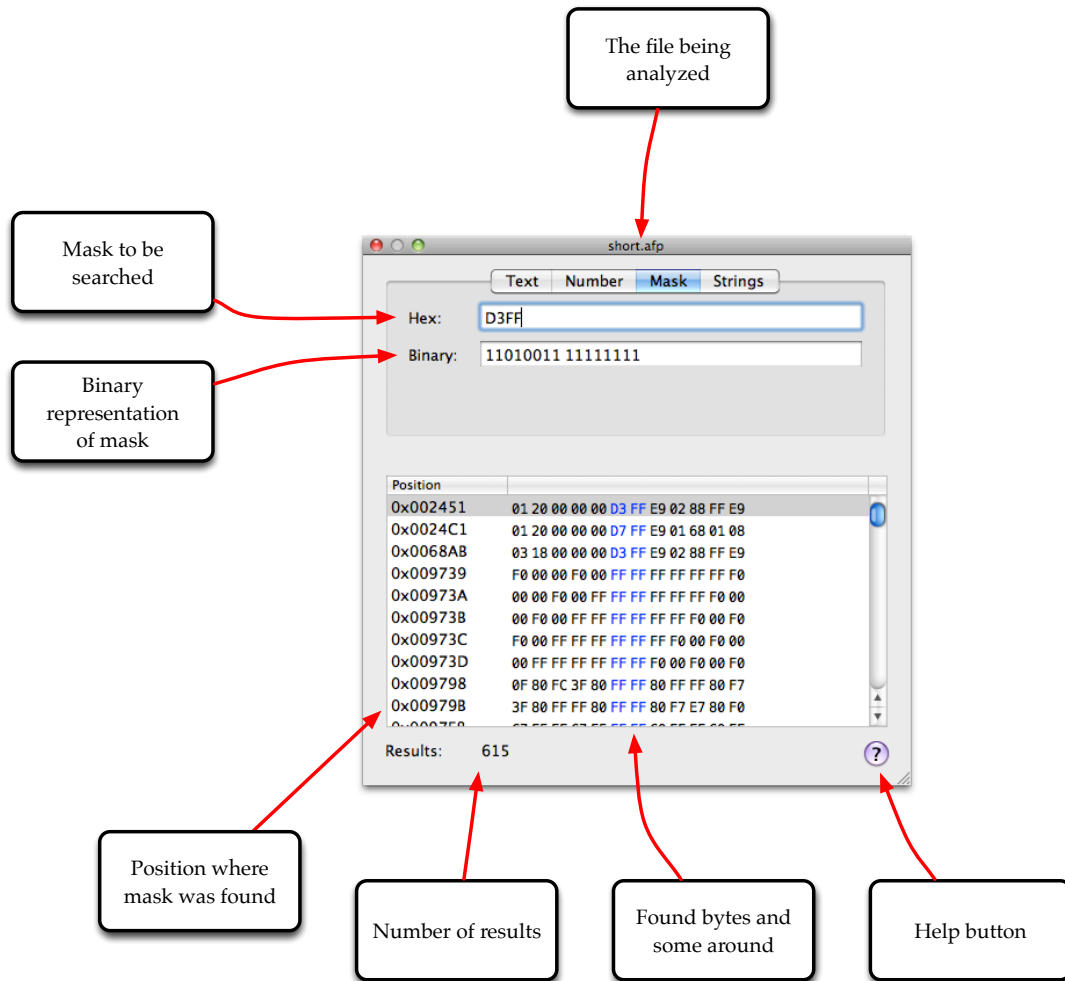 The file being
analyzed
Mask to be
searched
short.afp
Text Number Mask Strings
Hex: D3FF
Binary: 11010011 11111111
Binary
representation
of mask
Position
0x002451 01 20 00 00 00 D3 FF E9 02 88 FF E9
0x0024C1 01 20 00 00 00 D7 FF E9 01 68 01 08
0x0068AB 03 18 00 00 00 D3 FF E9 02 88 FF E9
0x009739 F0 00 00 F0 00 FF FF FF FF FF FF F0
0x00973A 00 00 F0 00 FF FF FF FF FF FF F0 00
0x00973B 00 F0 00 FF FF FF FF FF FF F0 00 F0
0x00973C F0 00 FF FF FF FF FF FF F0 00 F0 00
0x00973D 00 FF FF FF FF FF FF F0 00 F0 00 F0
0x009798 0F 80 FC 3F 80 FF FF 80 FF FF 80 F7
0x00979B 3F 80 FF FF 80 FF FF 80 F7 E7 80 F0
Results: 615
?
Position where
mask was found
Number of results
Found bytes and
some around
Help button